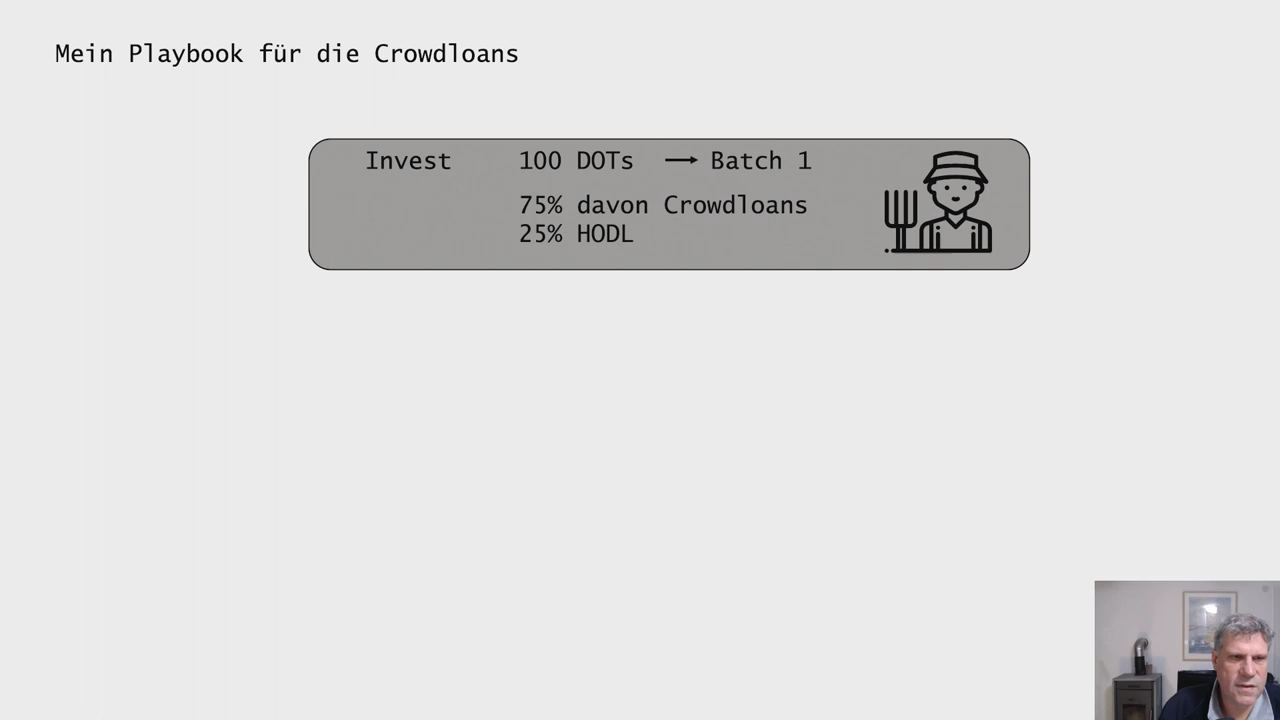 Mein Playbook für die Crowdloans
Invest 100 DOTs → Batch 1
75% davon Crowdloans
25% HODL